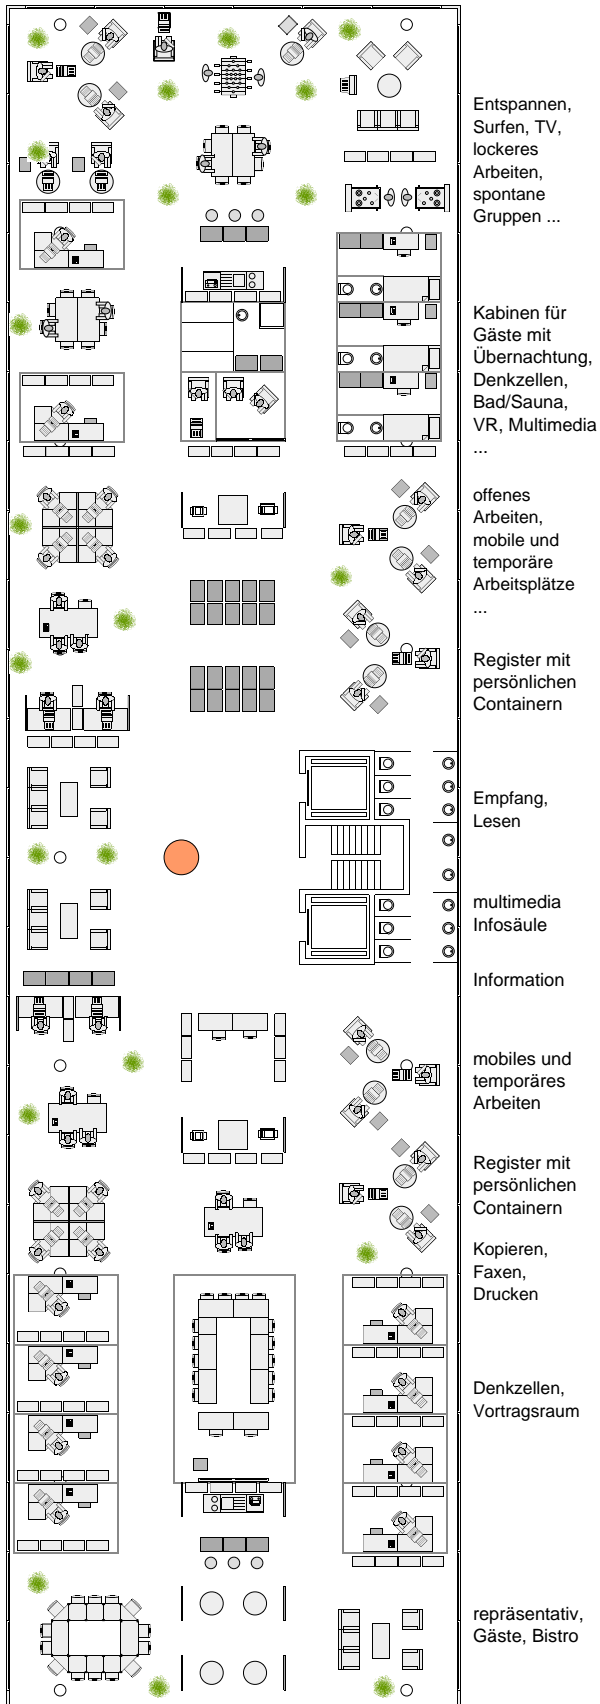 Entspannen,
Surfen, TV,
lockeres
Arbeiten,
spontane
Gruppen ...
Kabinen für
Gäste mit
Übernachtung,
Denkzellen,
Bad/Sauna,
VR, Multimedia
...
offenes
Arbeiten,
mobile und
temporäre
Arbeitsplätze
...
Register mit
persönlichen
Containern
Empfang,
Lesen
multimedia
Infosäule
Information
mobiles und
temporäres
Arbeiten
Register mit
persönlichen
Containern
Kopieren,
Faxen,
Drucken
Denkzellen,
Vortragsraum
repräsentativ,
Gäste, Bistro